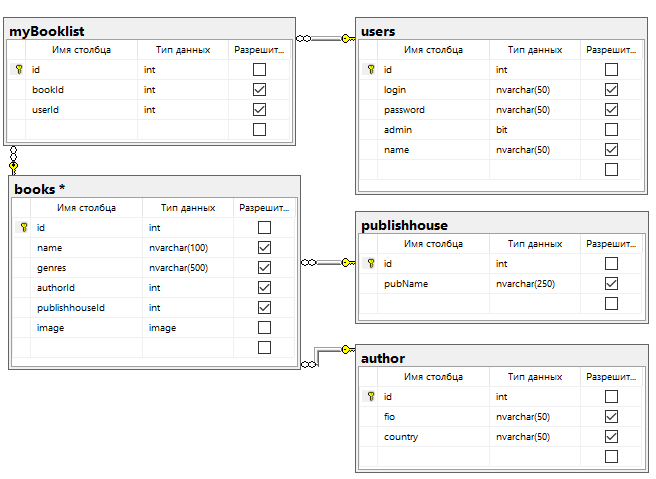 myBooklist
Имя столбца Тип данных Разрешит...
id int
bookId int
userId int
users
Имя столбца Тип данных Разрешит...
id int
login nvarchar(50)
password nvarchar(50)
admin bit
name nvarchar(50)
books *
Имя столбца Тип данных Разрешит...
id int
name nvarchar(100)
genres nvarchar(500)
authorId int
publishhouseId int
image image
publishhouse
Имя столбца Тип данных Разрешит...
id int
pubName nvarchar(250)
author
Имя столбца Тип данных Разрешит...
id int
fio nvarchar(50)
country nvarchar(50)